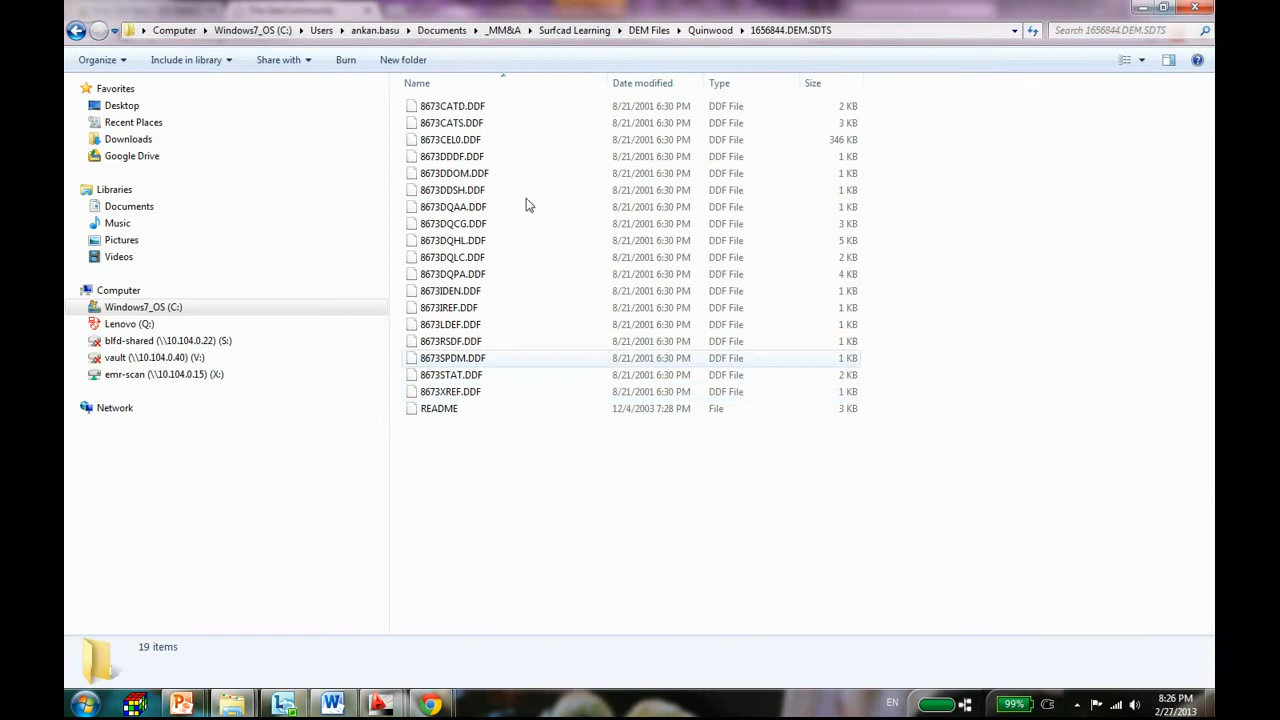 Computer Windows7_OS (C:) Users ankan.basu Documents _MM&A Surfcad Learning DEM Files Quinwood 1656844.DEM.SDTS Search 1656844.DEM.SDTS
Organize Include in library Share with Burn New folder
Name Date modified Type Size
Favorites
Desktop
Recent Places
Downloads
Google Drive
Libraries
Documents
Music
Pictures
Videos
Computer
Windows7_OS (C:)
Lenovo (Q:)
blfd-shared (\\10.104.0.22) (S:)
vault (\\10.104.0.40) (V:)
emr-scan (\\10.104.0.15) (X:)
Network
8673CATD.DDF 8/21/2001 6:30 PM DDF File 2 KB
8673CATS.DDF 8/21/2001 6:30 PM DDF File 3 KB
8673CEL0.DDF 8/21/2001 6:30 PM DDF File 346 KB
8673DDDF.DDF 8/21/2001 6:30 PM DDF File 1 KB
8673DDOM.DDF 8/21/2001 6:30 PM DDF File 1 KB
8673DDSH.DDF 8/21/2001 6:30 PM DDF File 1 KB
8673DQAA.DDF 8/21/2001 6:30 PM DDF File 1 KB
8673DQCG.DDF 8/21/2001 6:30 PM DDF File 3 KB
8673DQHL.DDF 8/21/2001 6:30 PM DDF File 5 KB
8673DQLC.DDF 8/21/2001 6:30 PM DDF File 2 KB
8673DQPA.DDF 8/21/2001 6:30 PM DDF File 4 KB
8673IDEN.DDF 8/21/2001 6:30 PM DDF File 1 KB
8673IREF.DDF 8/21/2001 6:30 PM DDF File 1 KB
8673LDEF.DDF 8/21/2001 6:30 PM DDF File 1 KB
8673RSDF.DDF 8/21/2001 6:30 PM DDF File 1 KB
8673SPDM.DDF 8/21/2001 6:30 PM DDF File 1 KB
8673STAT.DDF 8/21/2001 6:30 PM DDF File 2 KB
8673XREF.DDF 8/21/2001 6:30 PM DDF File 1 KB
README 12/4/2003 7:28 PM File 3 KB
19 items
EN 99% 8:26 PM
2/27/2013